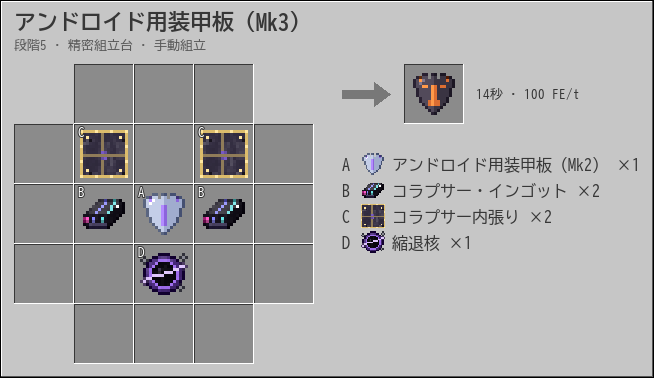 アンドロイド用装甲板（Mk3）
段階5 · 精密組立台 · 手動組立
14秒 · 100 FE/t
C C
B A B
D
A アンドロイド用装甲板（Mk2） ×1
B コラプサー・インゴット ×2
C コラプサー内張り ×2
D 縮退核 ×1